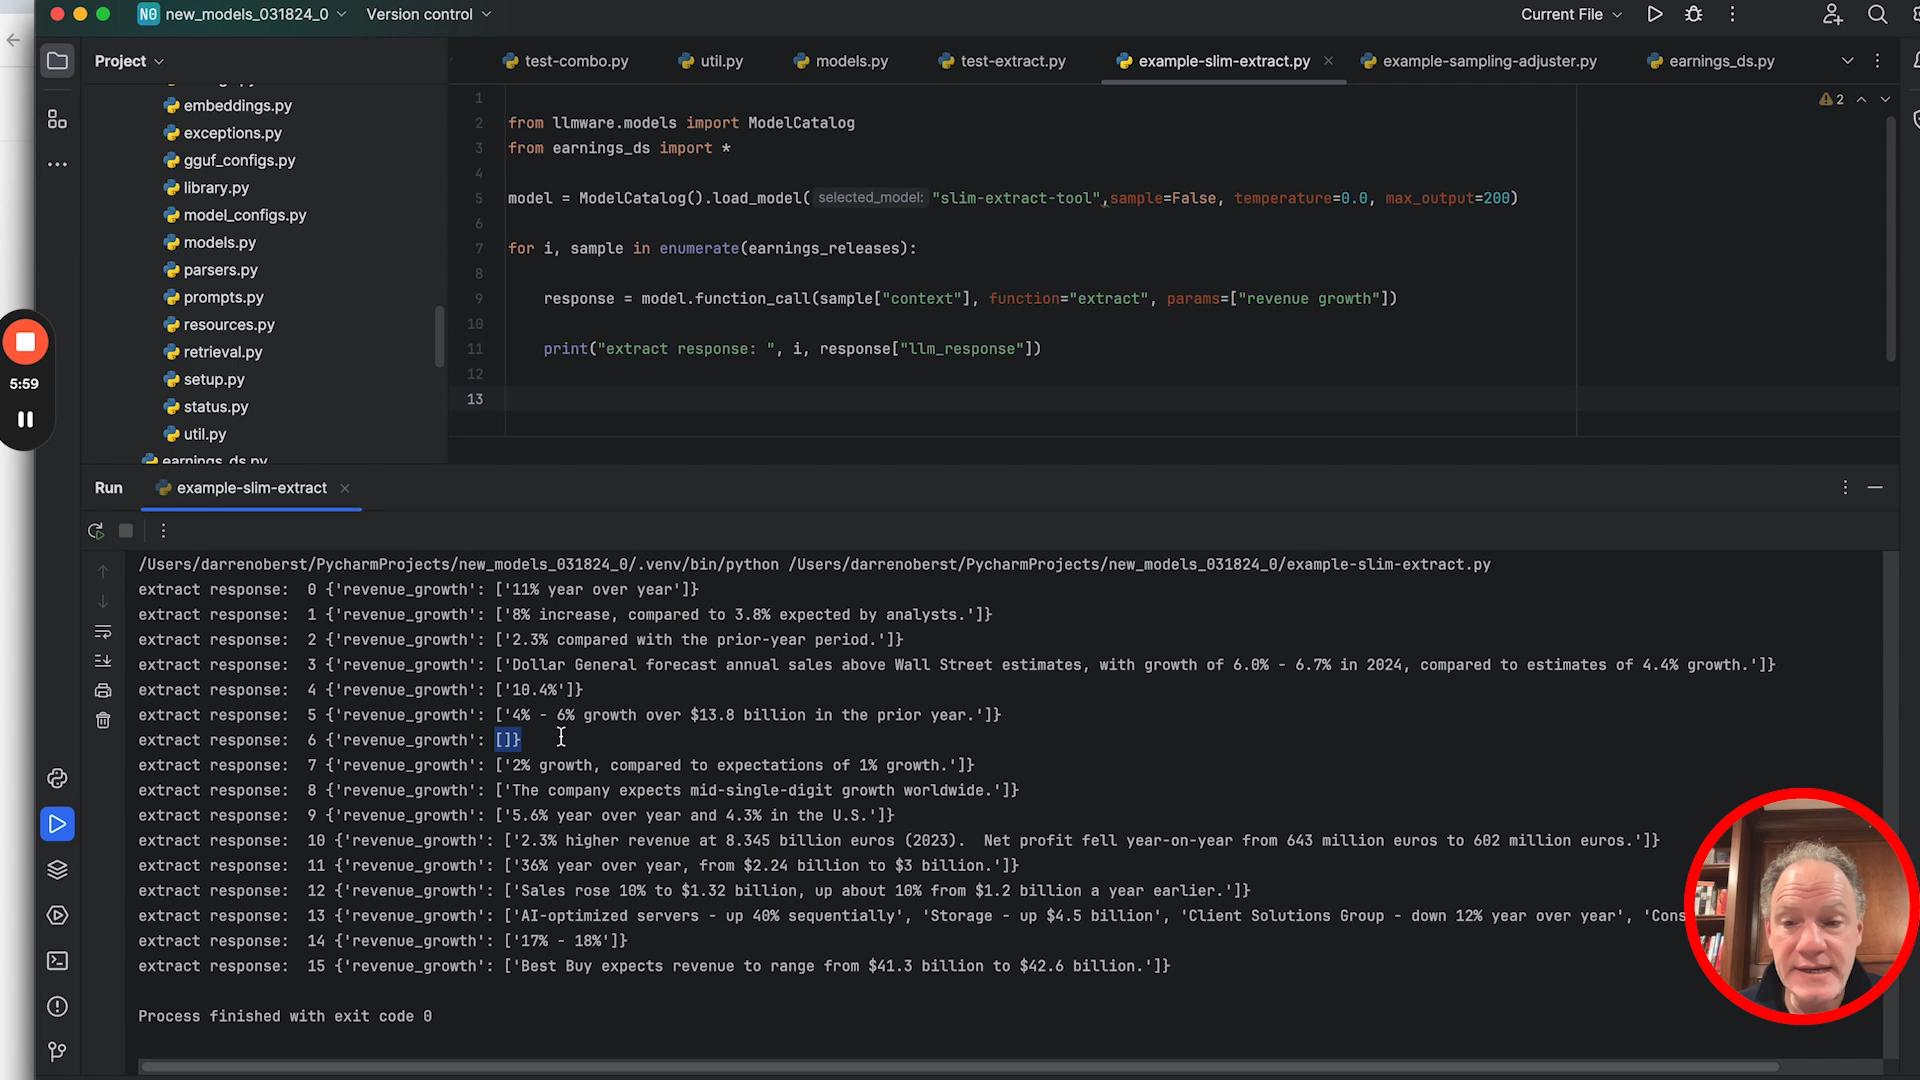 N0 new_models_031824_0 Version control Current File
Project
test-combo.py util.py models.py test-extract.py example-slim-extract.py example-sampling-adjuster.py earnings_ds.py
embeddings.py
exceptions.py
gguf_configs.py
library.py
model_configs.py
models.py
parsers.py
prompts.py
resources.py
retrieval.py
setup.py
status.py
util.py
earnings_ds.py
5:59
2
1
2 from llmware.models import ModelCatalog
3 from earnings_ds import *
4
5 model = ModelCatalog().load_model( selected_model: "slim-extract-tool",sample=False, temperature=0.0, max_output=200)
6
7 for i, sample in enumerate(earnings_releases):
8
9 response = model.function_call(sample["context"], function="extract", params=["revenue growth"])
10
11 print("extract response: ", i, response["llm_response"])
12
13
Run example-slim-extract
/Users/darrenoberst/PycharmProjects/new_models_031824_0/.venv/bin/python /Users/darrenoberst/PycharmProjects/new_models_031824_0/example-slim-extract.py
extract response:  0 {'revenue_growth': ['11% year over year']}
extract response:  1 {'revenue_growth': ['8% increase, compared to 3.8% expected by analysts.']}
extract response:  2 {'revenue_growth': ['2.3% compared with the prior-year period.']}
extract response:  3 {'revenue_growth': ['Dollar General forecast annual sales above Wall Street estimates, with growth of 6.0% - 6.7% in 2024, compared to estimates of 4.4% growth.']}
extract response:  4 {'revenue_growth': ['10.4%']}
extract response:  5 {'revenue_growth': ['4% - 6% growth over $13.8 billion in the prior year.']}
extract response:  6 {'revenue_growth': []}
extract response:  7 {'revenue_growth': ['2% growth, compared to expectations of 1% growth.']}
extract response:  8 {'revenue_growth': ['The company expects mid-single-digit growth worldwide.']}
extract response:  9 {'revenue_growth': ['5.6% year over year and 4.3% in the U.S.']}
extract response:  10 {'revenue_growth': ['2.3% higher revenue at 8.345 billion euros (2023).  Net profit fell year-on-year from 643 million euros to 602 million euros.']}
extract response:  11 {'revenue_growth': ['36% year over year, from $2.24 billion to $3 billion.']}
extract response:  12 {'revenue_growth': ['Sales rose 10% to $1.32 billion, up about 10% from $1.2 billion a year earlier.']}
extract response:  13 {'revenue_growth': ['AI-optimized servers - up 40% sequentially', 'Storage - up $4.5 billion', 'Client Solutions Group - down 12% year over year', 'Cons
extract response:  14 {'revenue_growth': ['17% - 18%']}
extract response:  15 {'revenue_growth': ['Best Buy expects revenue to range from $41.3 billion to $42.6 billion.']}
Process finished with exit code 0